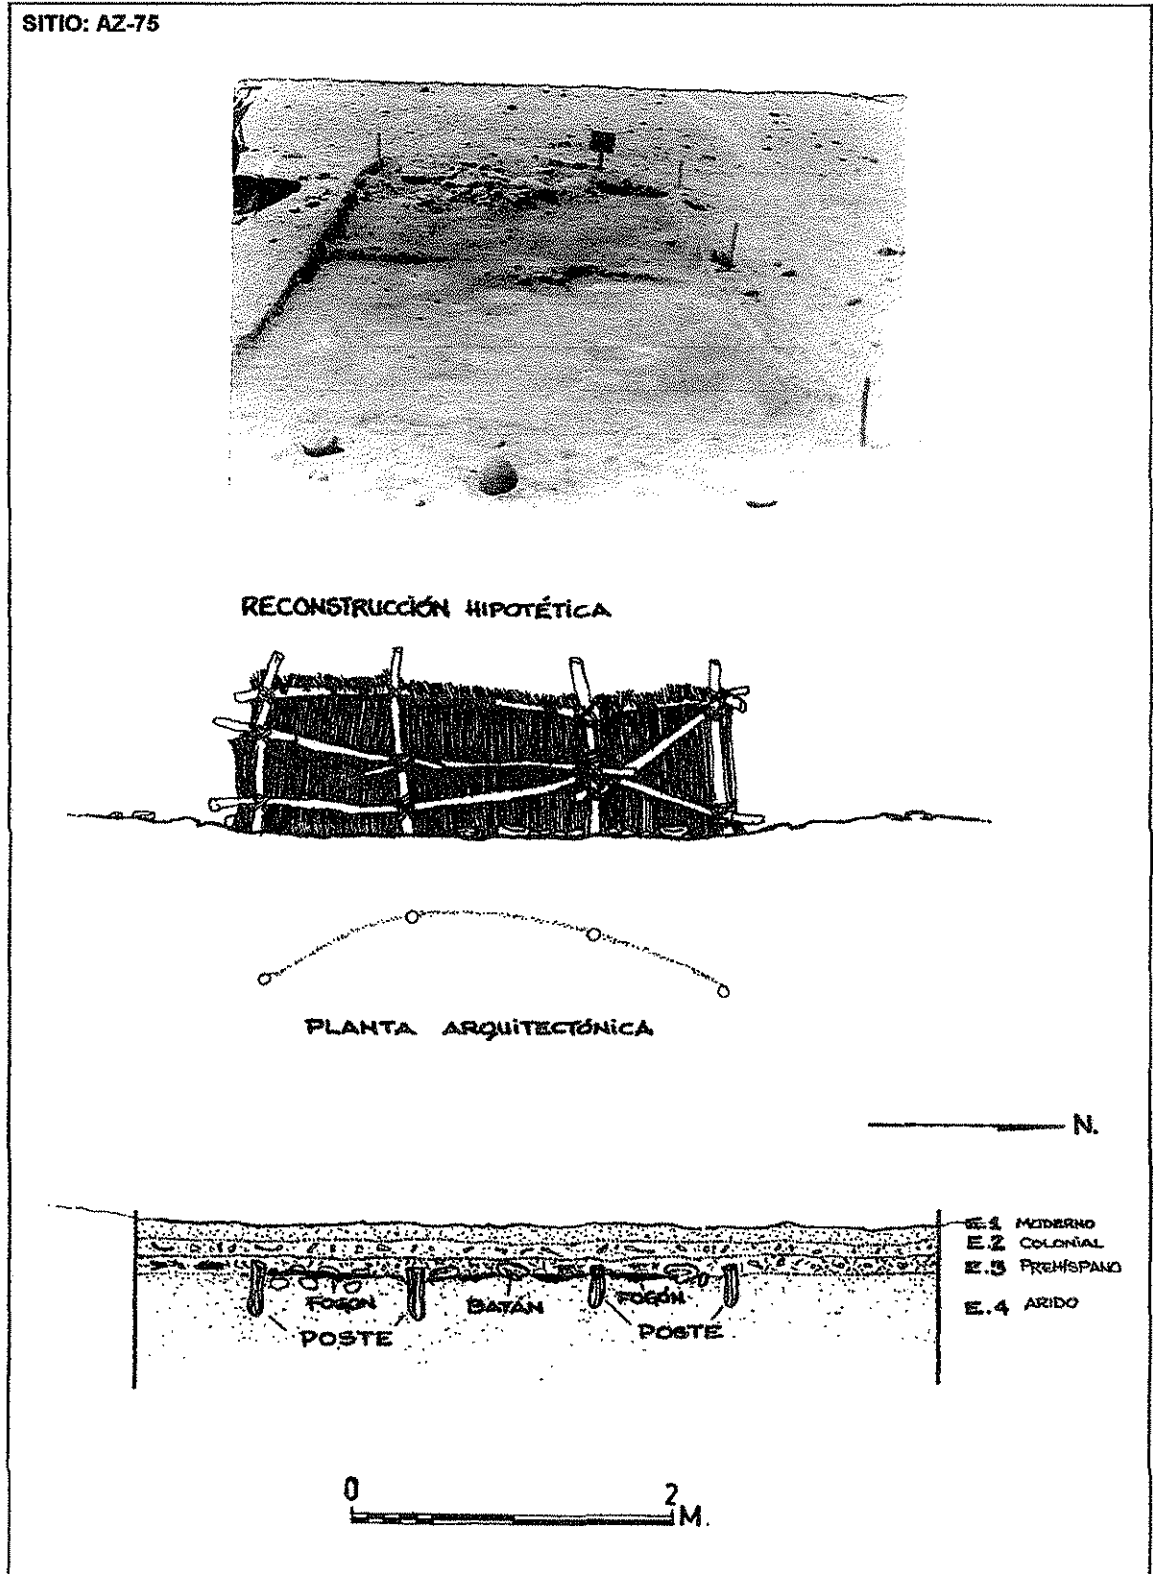 SITIO: AZ-75
RECONSTRUCCIÓN HIPOTÉTICA
PLANTA ARQUITECTÓNICA
N.
E.1 MODERNO
E.2 COLONIAL
E.3 PREHISPANO
E.4 ARIDO
FOGON BATÁN FOGÓN
POSTE POSTE
0 2
M.